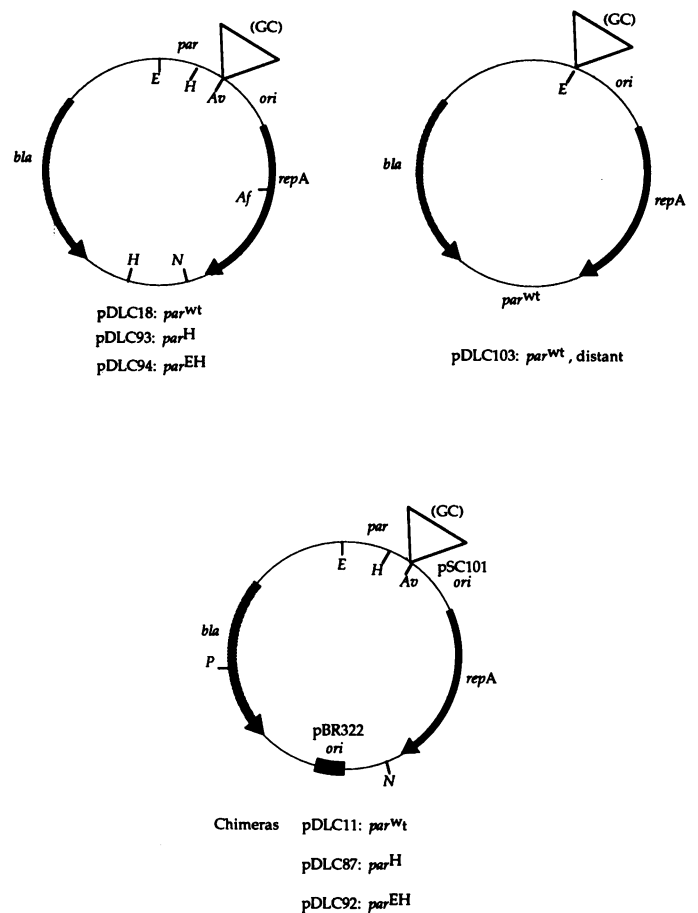 (GC)
par
E
H
Av
ori
bla
repA
Af
H
N
pDLC18: parwt
pDLC93: parH
pDLC94: parEH
(GC)
E
ori
bla
repA
parwt
pDLC103: parwt, distant
(GC)
par
E
H
Av
pSC101
ori
bla
P
repA
pBR322
ori
N
Chimeras pDLC11: parwt
pDLC87: parH
pDLC92: parEH